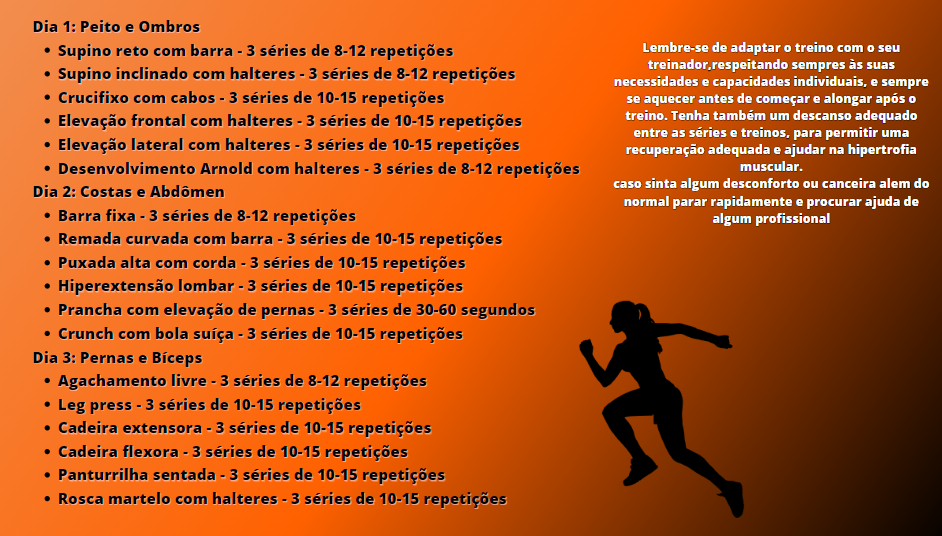 Dia 1: Peito e Ombros
• Supino reto com barra - 3 séries de 8-12 repetições
• Supino inclinado com halteres - 3 séries de 8-12 repetições
• Crucifixo com cabos - 3 séries de 10-15 repetições
• Elevação frontal com halteres - 3 séries de 10-15 repetições
• Elevação lateral com halteres - 3 séries de 10-15 repetições
• Desenvolvimento Arnold com halteres - 3 séries de 8-12 repetições
Dia 2: Costas e Abdômen
• Barra fixa - 3 séries de 8-12 repetições
• Remada curvada com barra - 3 séries de 10-15 repetições
• Puxada alta com corda - 3 séries de 10-15 repetições
• Hiperextensão lombar - 3 séries de 10-15 repetições
• Prancha com elevação de pernas - 3 séries de 30-60 segundos
• Crunch com bola suíça - 3 séries de 10-15 repetições
Dia 3: Pernas e Bíceps
• Agachamento livre - 3 séries de 8-12 repetições
• Leg press - 3 séries de 10-15 repetições
• Cadeira extensora - 3 séries de 10-15 repetições
• Cadeira flexora - 3 séries de 10-15 repetições
• Panturrilha sentada - 3 séries de 10-15 repetições
• Rosca martelo com halteres - 3 séries de 10-15 repetições
Lembre-se de adaptar o treino com o seu
treinador,respeitando sempre às suas
necessidades e capacidades individuais, e sempre
se aquecer antes de começar e alongar após o
treino. Tenha também um descanso adequado
entre as séries e treinos, para permitir uma
recuperação adequada e ajudar na hipertrofia
muscular.
caso sinta algum desconforto ou canceira alem do
normal parar rapidamente e procurar ajuda de
algum profissional